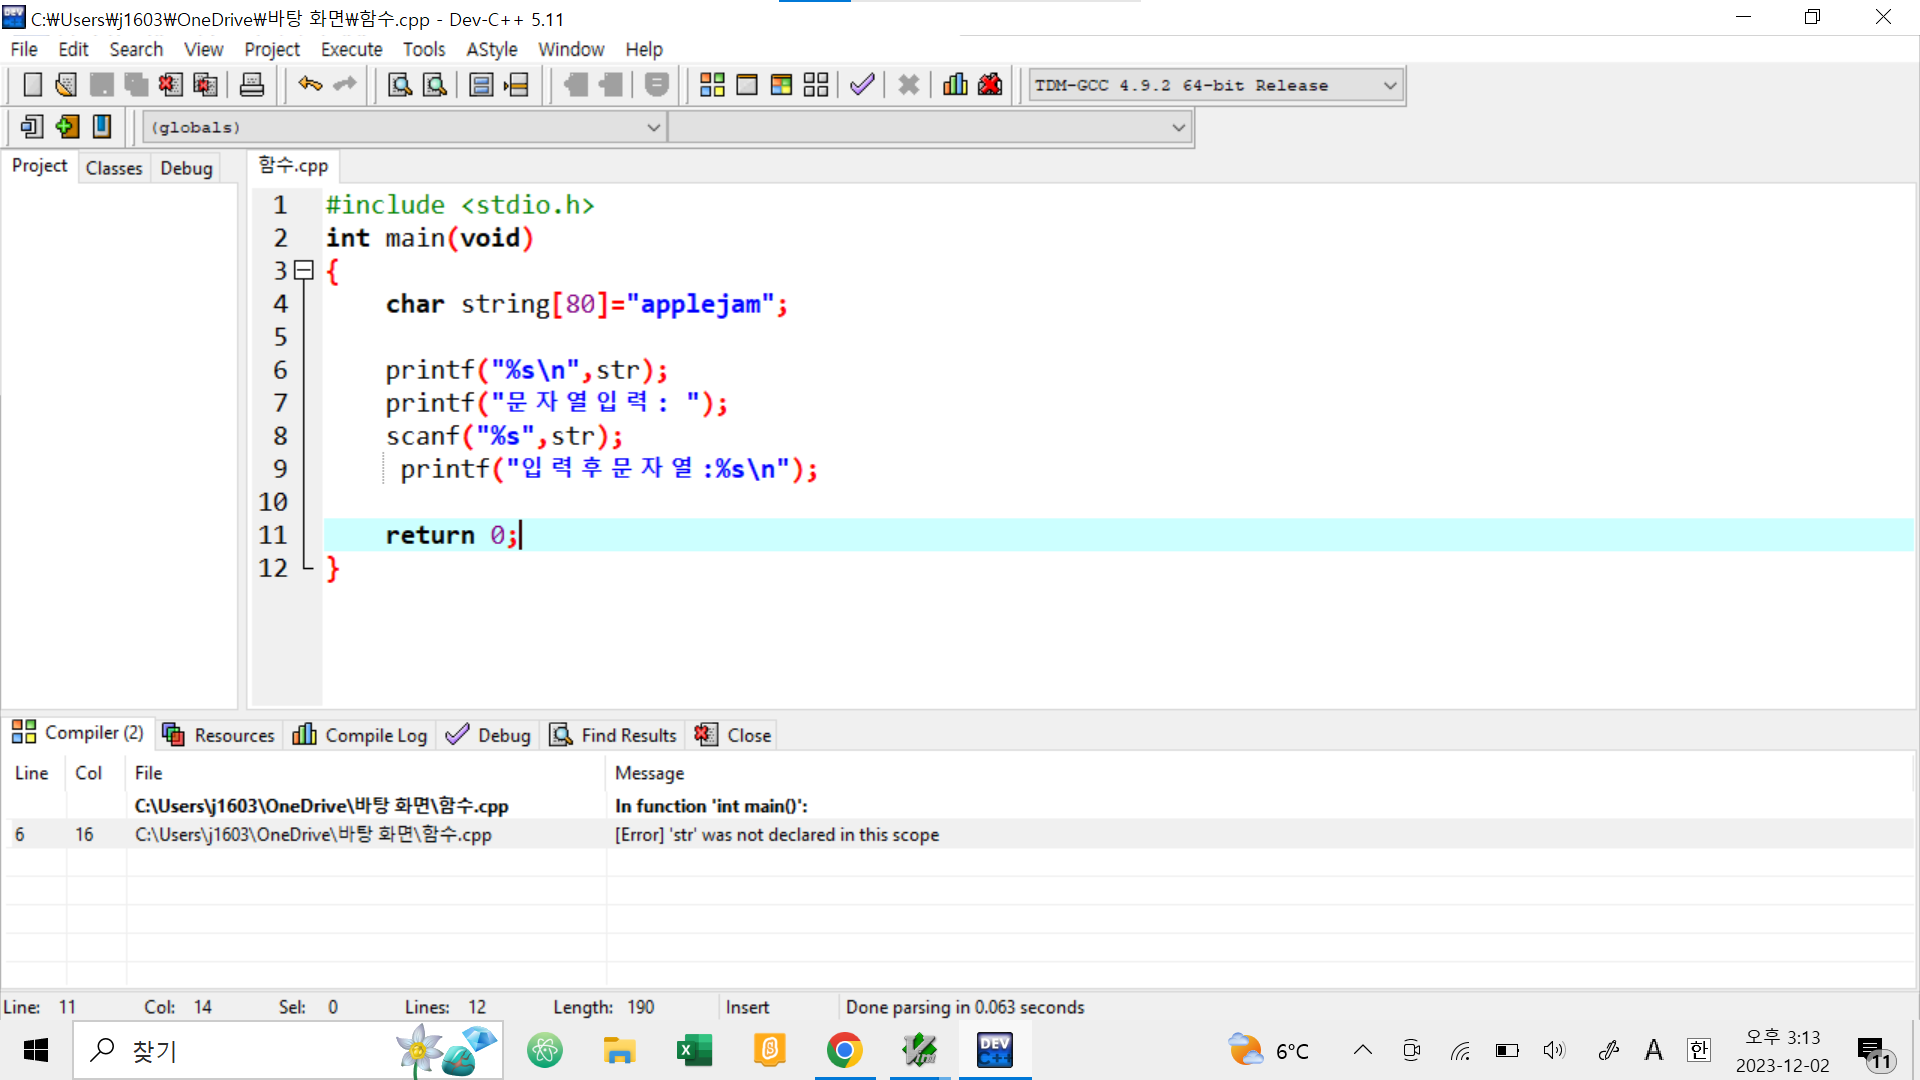 C:₩Users₩j1603₩OneDrive₩바탕 화면₩함수.cpp - Dev-C++ 5.11
File Edit Search View Project Execute Tools AStyle Window Help
TDM-GCC 4.9.2 64-bit Release
(globals)
Project Classes Debug
함수.cpp
1 #include <stdio.h>
2 int main(void)
3 {
4 char string[80]="applejam";
5
6 printf("%s\n",str);
7 printf("문자열입력: ");
8 scanf("%s",str);
9 printf("입력후문자열:%s\n");
10
11 return 0;
12 }
Compiler (2) Resources Compile Log Debug Find Results Close
Line Col File Message
C:\Users\j1603\OneDrive\바탕 화면\함수.cpp In function 'int main()':
6 16 C:\Users\j1603\OneDrive\바탕 화면\함수.cpp [Error] 'str' was not declared in this scope
Line: 11 Col: 14 Sel: 0 Lines: 12 Length: 190 Insert Done parsing in 0.063 seconds
찾기
DEV C++
6°C
A
한
오후 3:13
2023-12-02
11